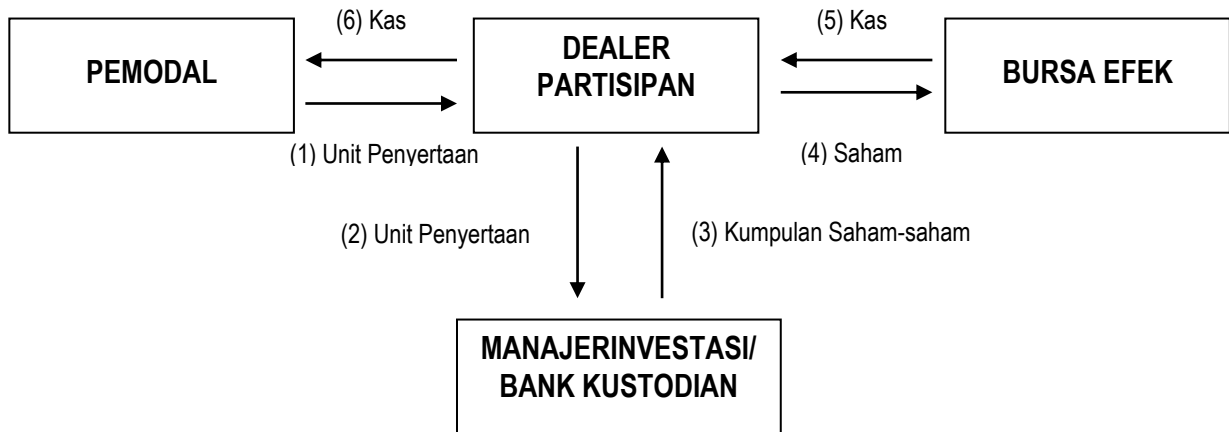 (6) Kas
(5) Kas
PEMODAL
DEALER
PARTISIPAN
BURSA EFEK
(1) Unit Penyertaan
(4) Saham
(2) Unit Penyertaan
(3) Kumpulan Saham-saham
MANAJERINVESTASI/
BANK KUSTODIAN